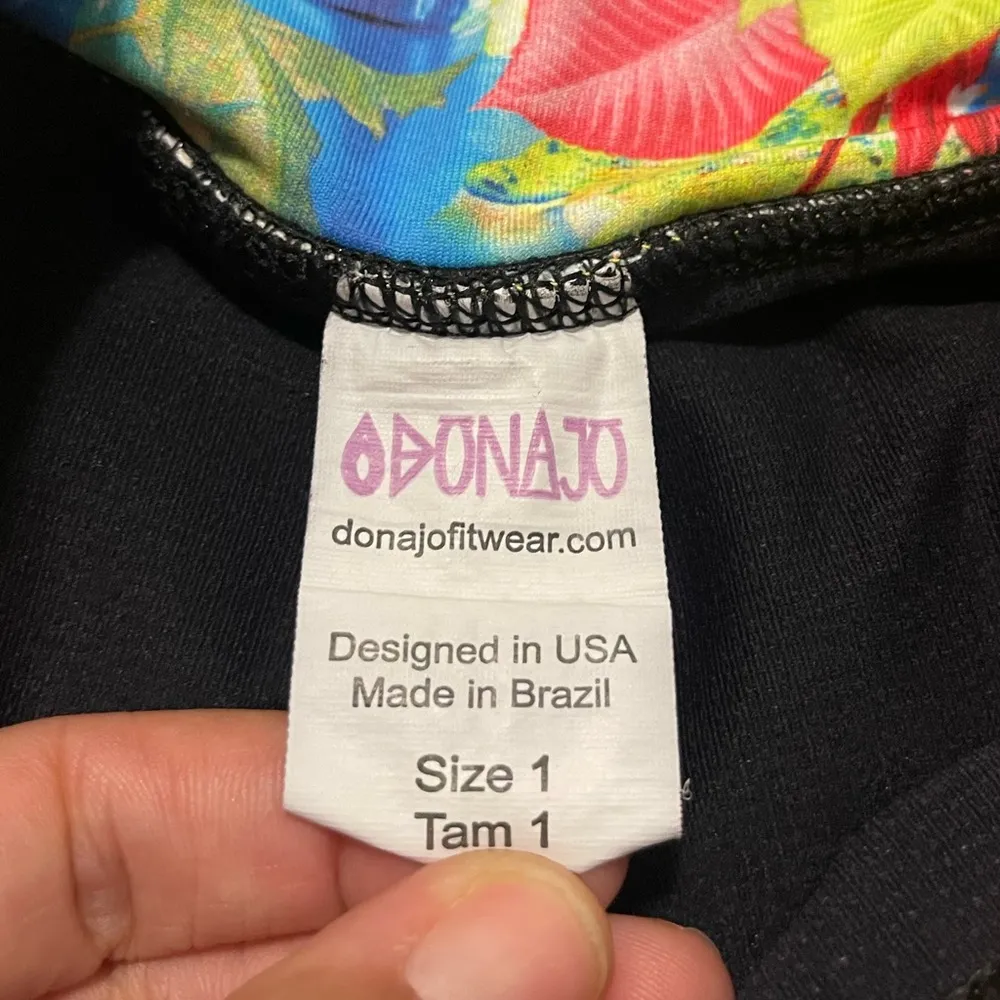 DONAJO
donajofitwear.com
Designed in USA
Made in Brazil
Size 1
Tam 1